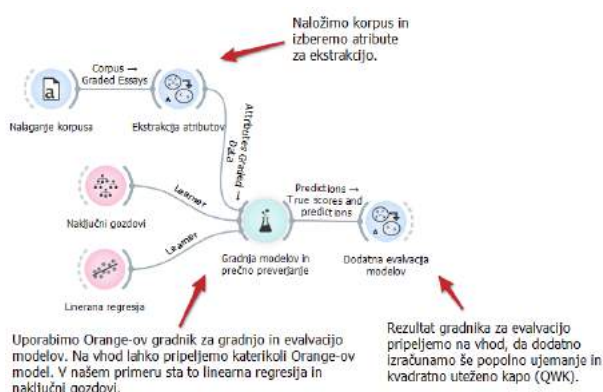 Naložimo korpus in
izberemo atribute
za ekstrakcijo.
Corpus →
Graded Essays
a
Nalaganje korpusa
Ekstrakcija atributov
Attributes Graded →
Data
Learner
Naključni gozdovi
Predictions →
True scores and
predictions
Learner
Gradnja modelov in
prečno preverjanje
Dodatna evalvacija
modelov
Linerana regresija
Uporabimo Orange-ov gradnik za gradnjo in evalvacijo
modelov. Na vhod lahko pripeljemo katerikoli Orange-ov
model. V našem primeru sta to linearna regresija in
naključni gozdovi.
Rezultat gradnika za evalvacijo
pripeljemo na vhod, da dodatno
izračunamo še popolno ujemanje in
kvadratno uteženo kapo (QWK).